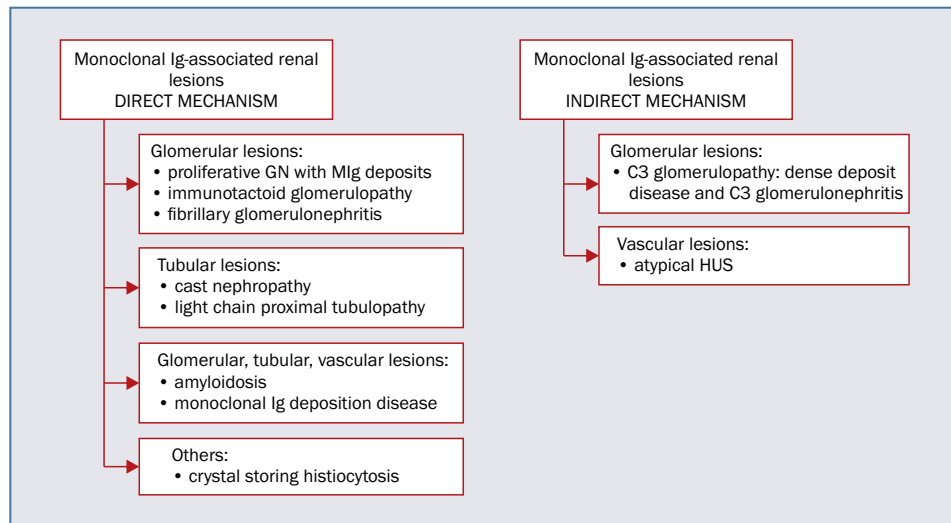 Monoclonal Ig-associated renal
lesions
DIRECT MECHANISM
Glomerular lesions:
• proliferative GN with MIg deposits
• immunotactoid glomerulopathy
• fibrillary glomerulonephritis
Tubular lesions:
• cast nephropathy
• light chain proximal tubulopathy
Glomerular, tubular, vascular lesions:
• amyloidosis
• monoclonal Ig deposition disease
Others:
• crystal storing histiocytosis
Monoclonal Ig-associated renal
lesions
INDIRECT MECHANISM
Glomerular lesions:
• C3 glomerulopathy: dense deposit
disease and C3 glomerulonephritis
Vascular lesions:
• atypical HUS